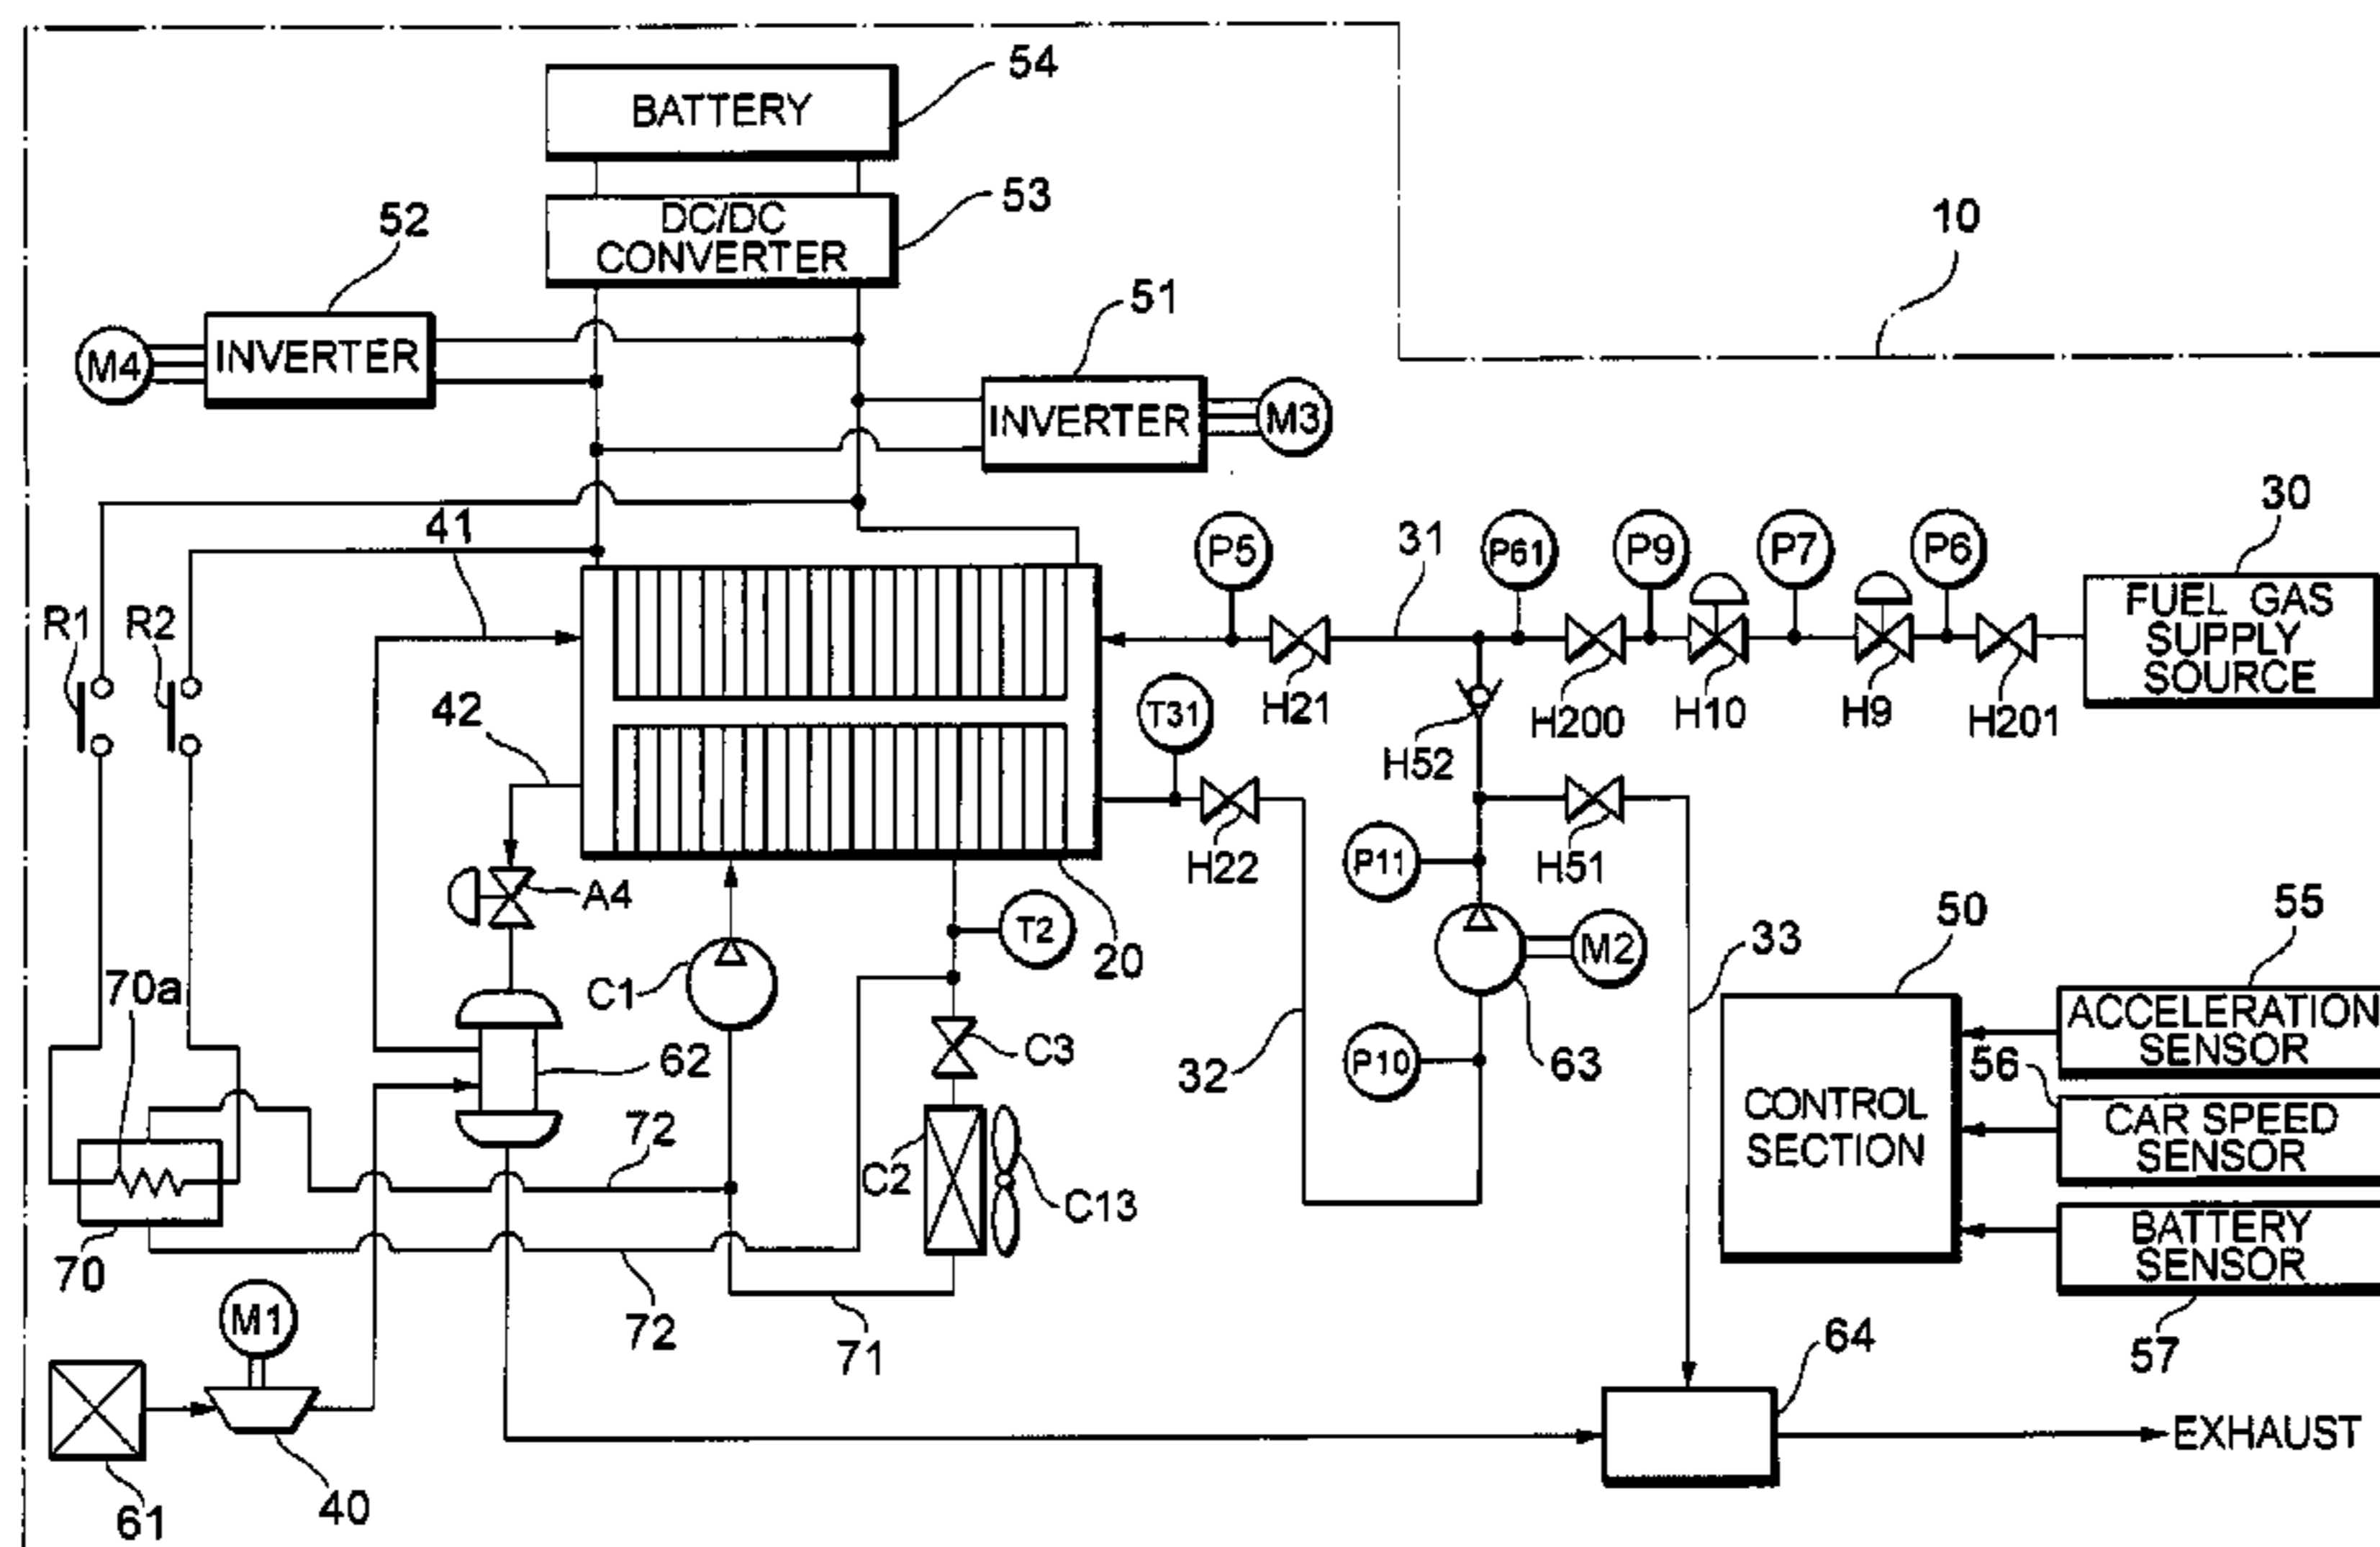 54
BATTERY
53
DC/DC
CONVERTER
52
10
51
INVERTER
M4
INVERTER
M3
30
41
P5
31
P61
P9
P7
P6
FUEL GAS
SUPPLY
SOURCE
R1
R2
42
T31
H21
H200
H10
H9
H201
H52
H22
P11
H51
A4
T2
20
50
55
M2
33
70a
C1
ACCELERATION
SENSOR
62
C3
32
P10
63
56
CONTROL
SECTION
CAR SPEED
SENSOR
72
C2
C13
70
BATTERY
SENSOR
M1
72
71
64
57
EXHAUST
61
40